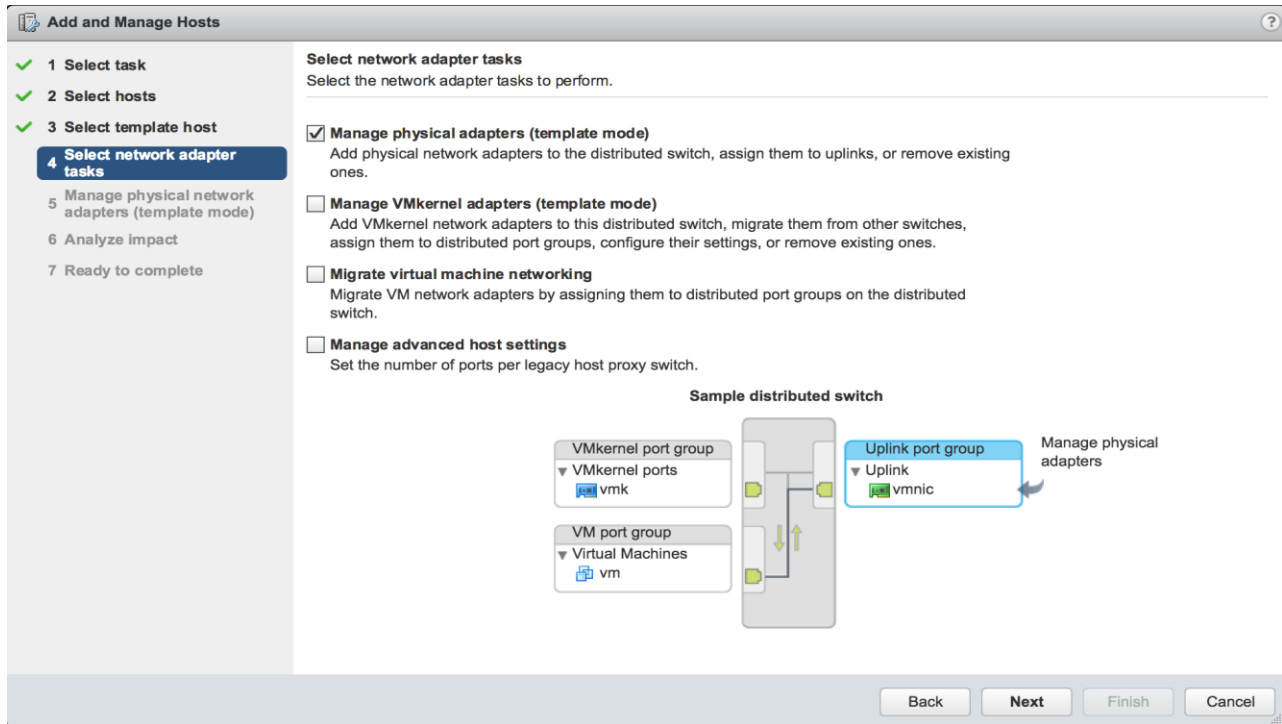 Add and Manage Hosts
?
1 Select task
2 Select hosts
3 Select template host
4 Select network adapter
tasks
5 Manage physical network
adapters (template mode)
6 Analyze impact
7 Ready to complete
Select network adapter tasks
Select the network adapter tasks to perform.
Manage physical adapters (template mode)
Add physical network adapters to the distributed switch, assign them to uplinks, or remove existing
ones.
Manage VMkernel adapters (template mode)
Add VMkernel network adapters to this distributed switch, migrate them from other switches,
assign them to distributed port groups, configure their settings, or remove existing ones.
Migrate virtual machine networking
Migrate VM network adapters by assigning them to distributed port groups on the distributed
switch.
Manage advanced host settings
Set the number of ports per legacy host proxy switch.
Sample distributed switch
VMkernel port group
VMkernel ports
vmk
VM port group
Virtual Machines
vm
Uplink port group
Uplink
vmnic
Manage physical
adapters
Back
Next
Finish
Cancel